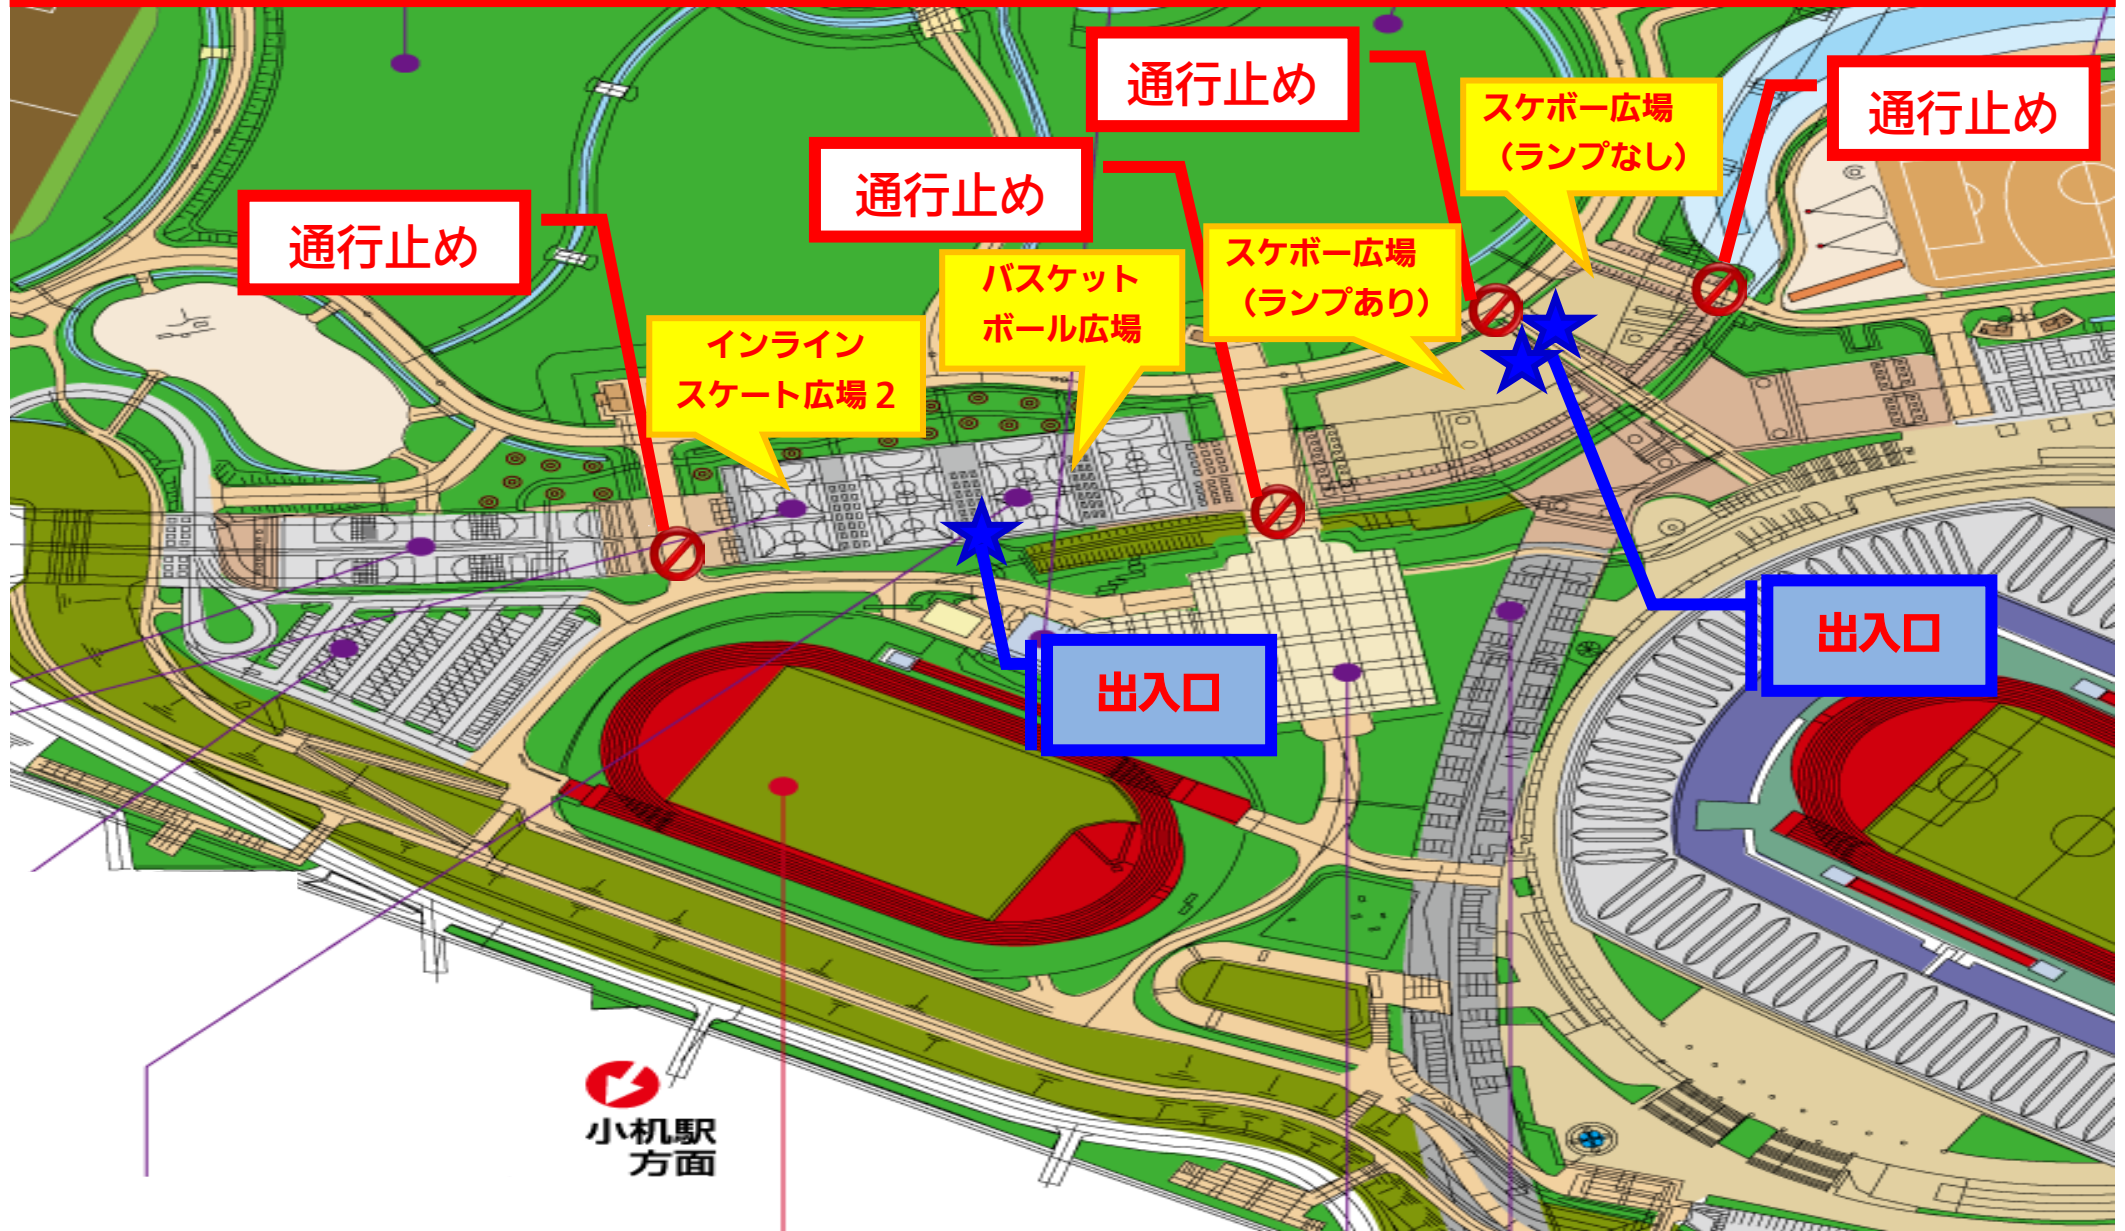 通行止め
通行止め
通行止め
通行止め
スケボー広場
（ランプなし）
スケボー広場
（ランプあり）
バスケット
ボール広場
インライン
スケート広場２
出入口
出入口
小机駅
方面